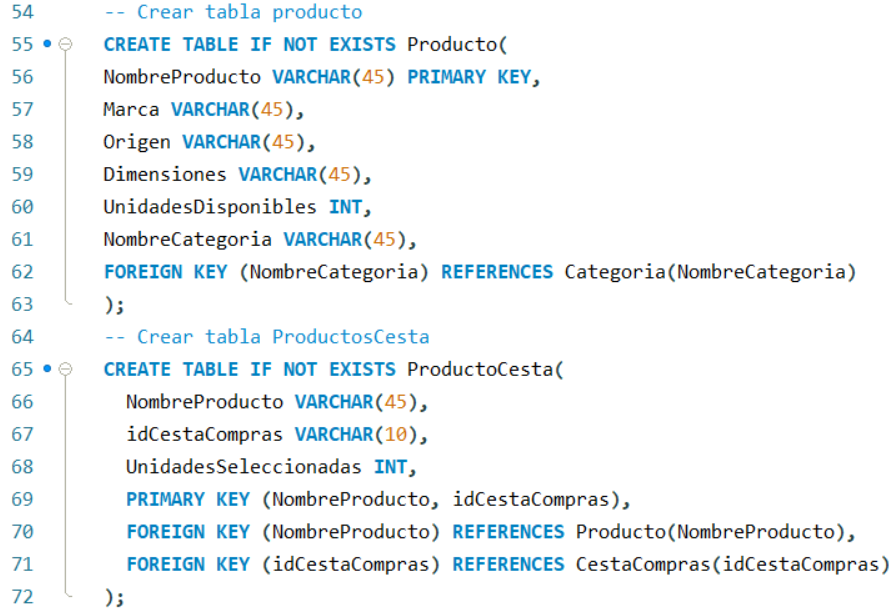 54 -- Crear tabla producto
55 CREATE TABLE IF NOT EXISTS Producto(
56 NombreProducto VARCHAR(45) PRIMARY KEY,
57 Marca VARCHAR(45),
58 Origen VARCHAR(45),
59 Dimensiones VARCHAR(45),
60 UnidadesDisponibles INT,
61 NombreCategoria VARCHAR(45),
62 FOREIGN KEY (NombreCategoria) REFERENCES Categoria(NombreCategoria)
63 );
64 -- Crear tabla ProductosCesta
65 CREATE TABLE IF NOT EXISTS ProductoCesta(
66 NombreProducto VARCHAR(45),
67 idCestaCompras VARCHAR(10),
68 UnidadesSeleccionadas INT,
69 PRIMARY KEY (NombreProducto, idCestaCompras),
70 FOREIGN KEY (NombreProducto) REFERENCES Producto(NombreProducto),
71 FOREIGN KEY (idCestaCompras) REFERENCES CestaCompras(idCestaCompras)
72 );